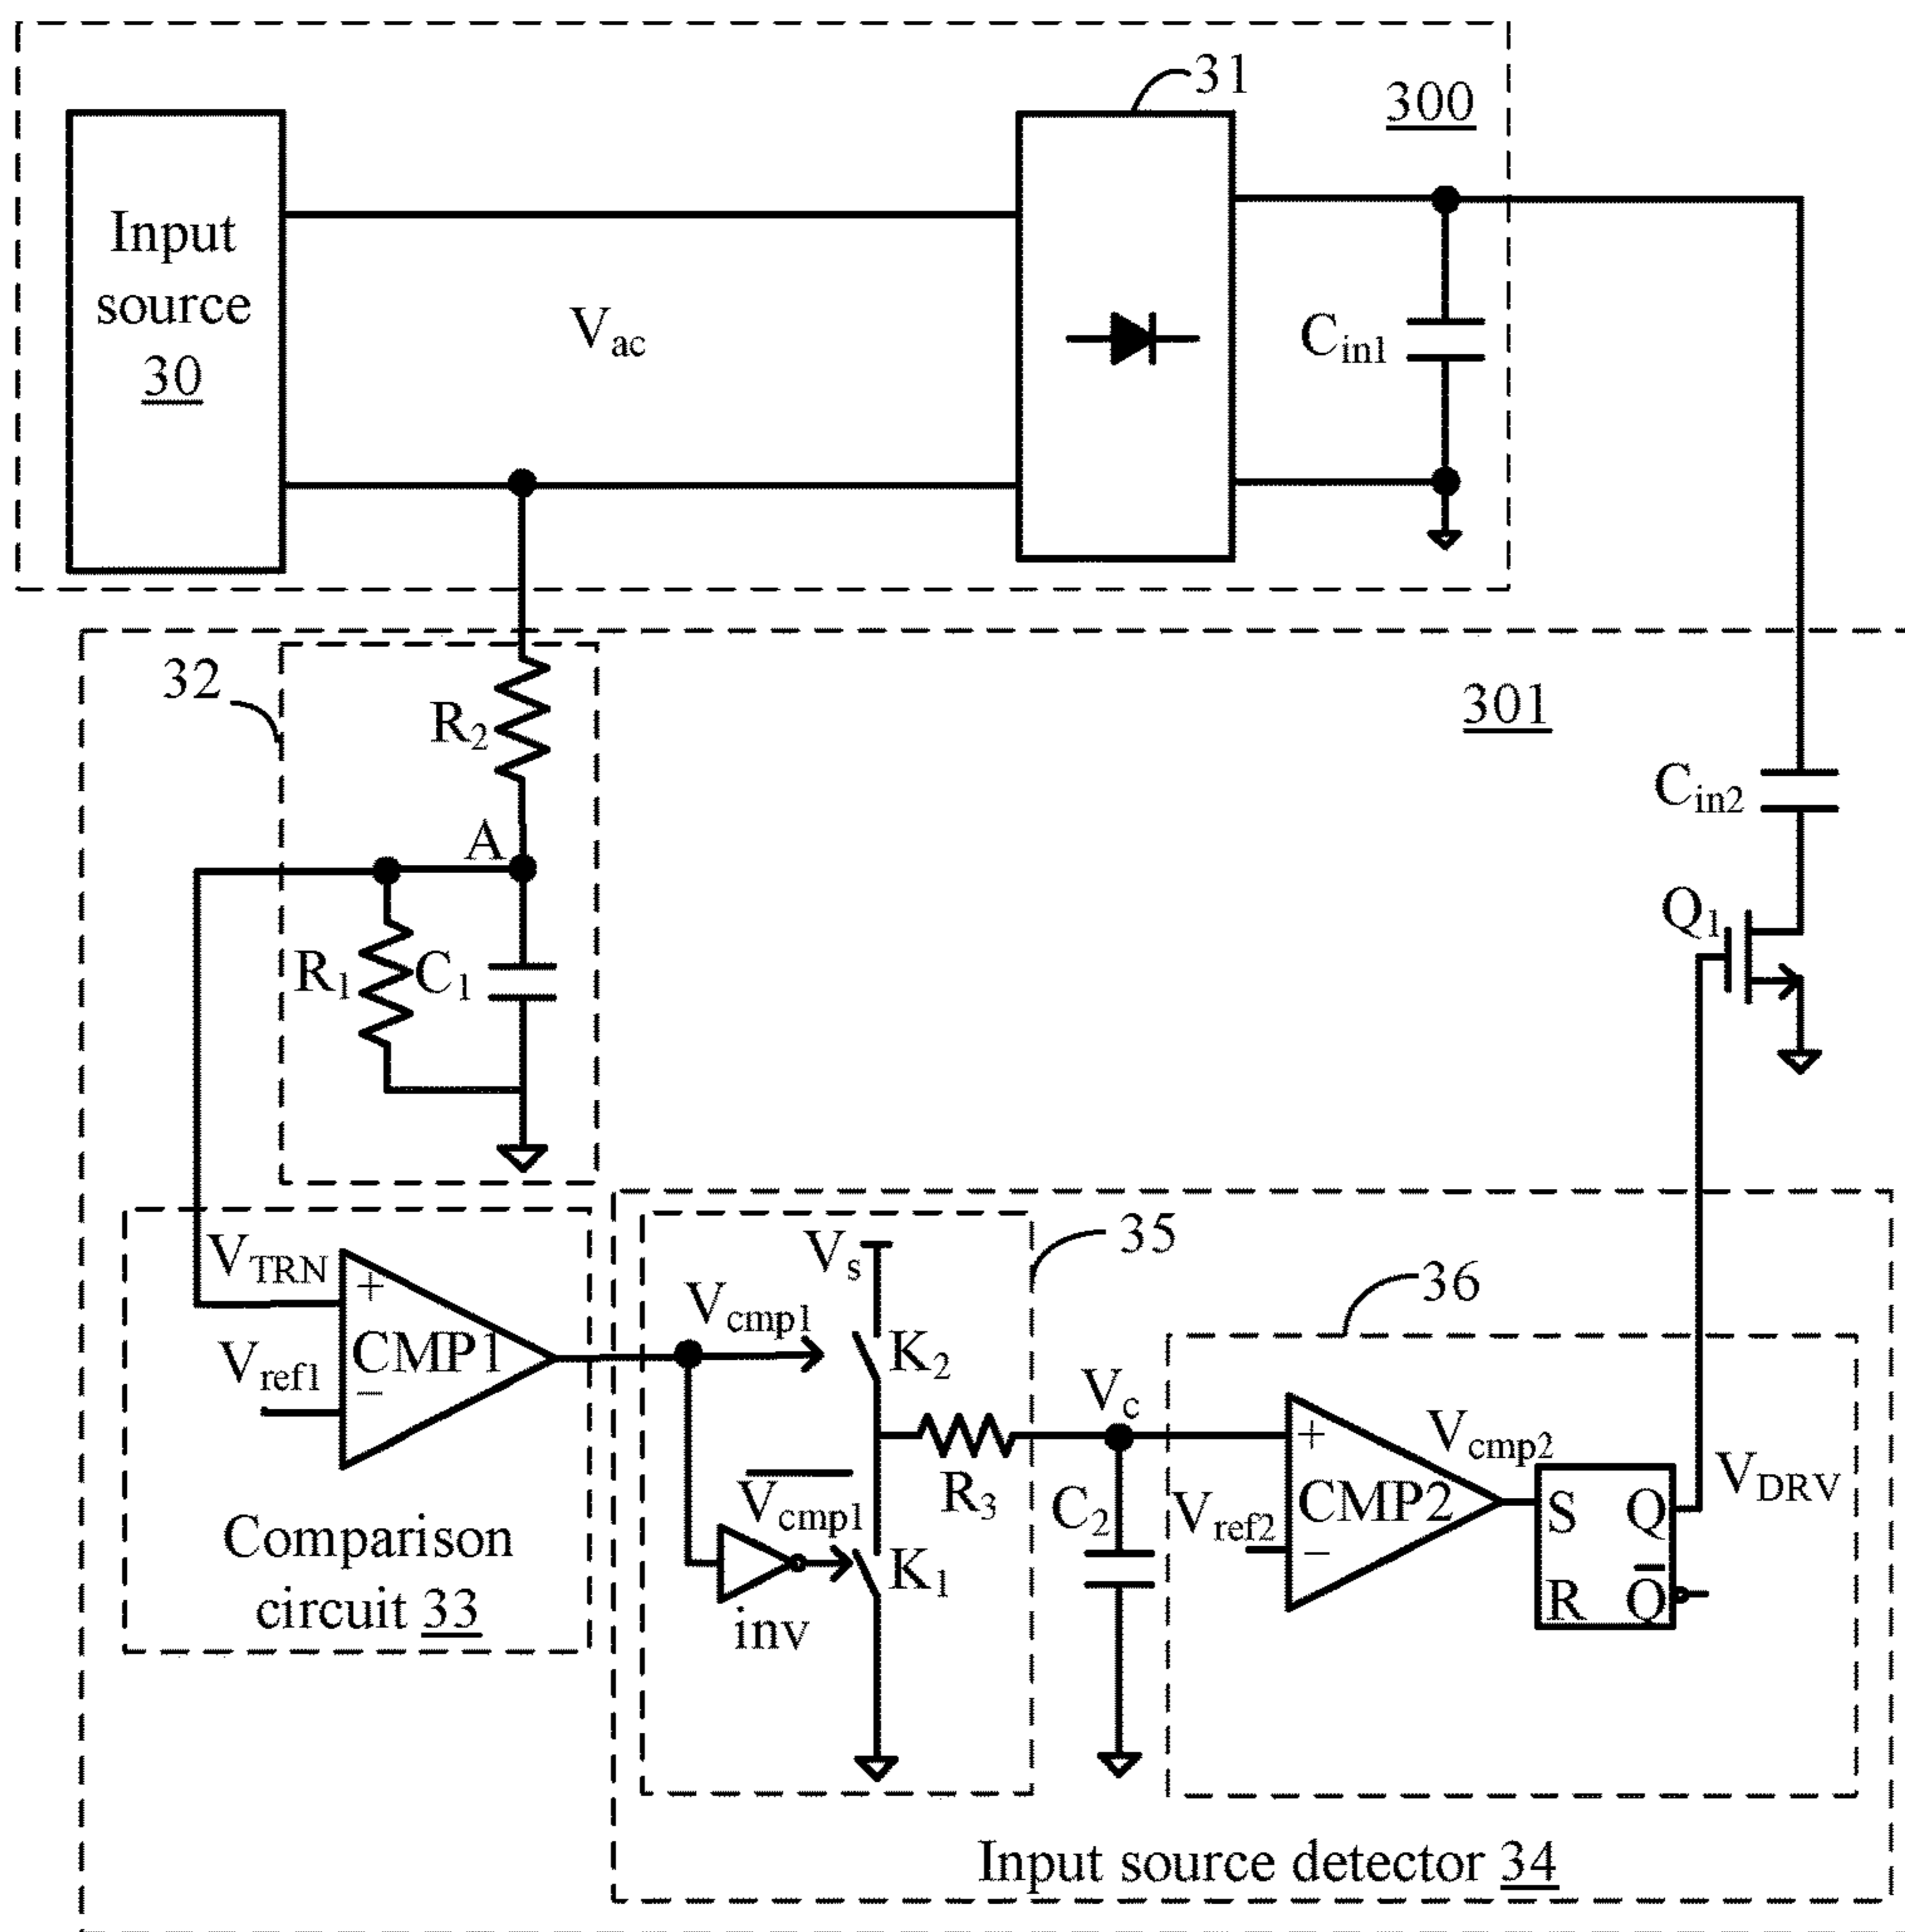 31
300
Input
source
30
V_ac
C_in1
32
R_2
301
A
C_in2
R_1
C_1
Q_1
V_TRN
+
CMP1
V_ref1
−
V_s
35
V_cmp1
K_2
36
V_c
+
V_cmp2
V_DRV
R_3
C_2
V_ref2
CMP2
−
S Q
R Q̅
V̅_cmp1
K_1
inv
Comparison
circuit 33
Input source detector 34